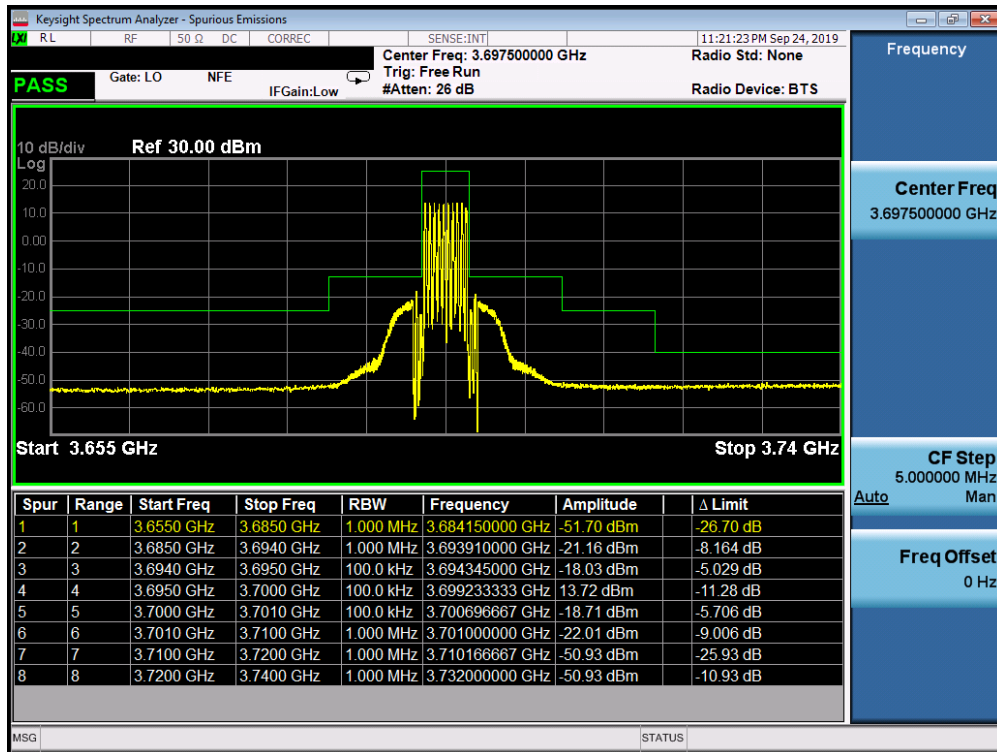 Keysight Spectrum Analyzer - Spurious Emissions
LXI RL RF 50 Ω DC CORREC SENSE:INT 11:21:23 PM Sep 24, 2019
Center Freq: 3.697500000 GHz Radio Std: None
PASS Gate: LO NFE Trig: Free Run
IFGain:Low #Atten: 26 dB Radio Device: BTS
10 dB/div Ref 30.00 dBm
Log
20.0
10.0
0.00
-10.0
-20.0
-30.0
-40.0
-50.0
-60.0
Start 3.655 GHz Stop 3.74 GHz
Spur Range Start Freq Stop Freq RBW Frequency Amplitude Δ Limit
1 1 3.6550 GHz 3.6850 GHz 1.000 MHz 3.684150000 GHz -51.70 dBm -26.70 dB
2 2 3.6850 GHz 3.6940 GHz 1.000 MHz 3.693910000 GHz -21.16 dBm -8.164 dB
3 3 3.6940 GHz 3.6950 GHz 100.0 kHz 3.694345000 GHz -18.03 dBm -5.029 dB
4 4 3.6950 GHz 3.7000 GHz 100.0 kHz 3.699233333 GHz 13.72 dBm -11.28 dB
5 5 3.7000 GHz 3.7010 GHz 100.0 kHz 3.700696667 GHz -18.71 dBm -5.706 dB
6 6 3.7010 GHz 3.7100 GHz 1.000 MHz 3.701000000 GHz -22.01 dBm -9.006 dB
7 7 3.7100 GHz 3.7200 GHz 1.000 MHz 3.710166667 GHz -50.93 dBm -25.93 dB
8 8 3.7200 GHz 3.7400 GHz 1.000 MHz 3.732000000 GHz -50.93 dBm -10.93 dB
MSG STATUS
Frequency
Center Freq
3.697500000 GHz
CF Step
5.000000 MHz
Auto Man
Freq Offset
0 Hz